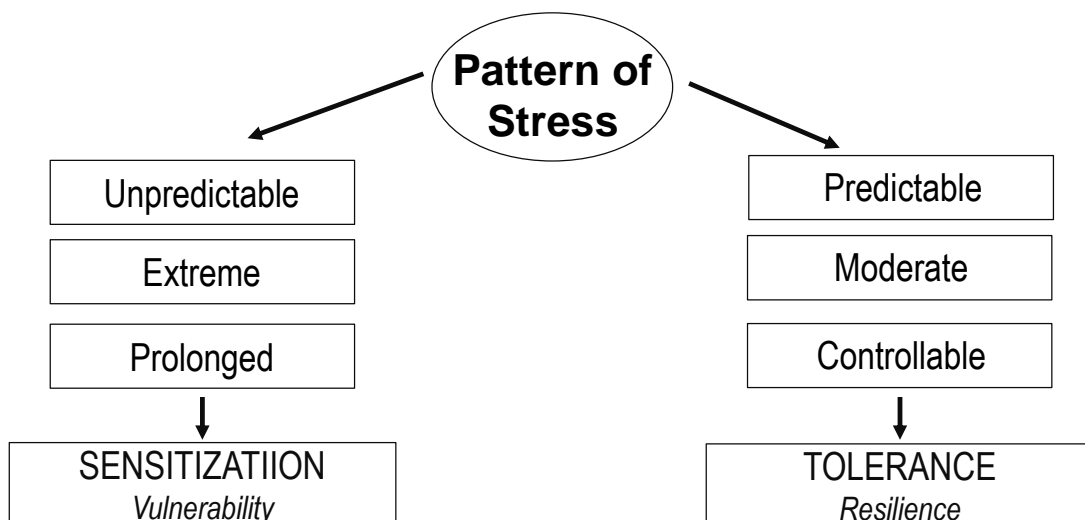 Pattern of
Stress
Unpredictable
Extreme
Prolonged
SENSITIZATIION
Vulnerability
Predictable
Moderate
Controllable
TOLERANCE
Resilience